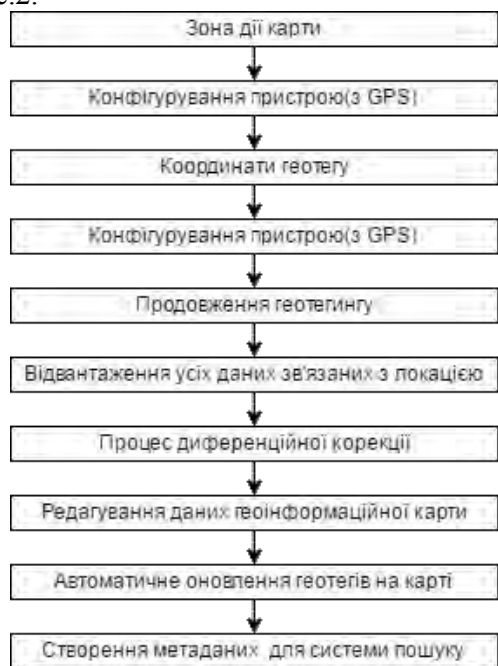 Зона дії карти
Конфігурування пристрою(з GPS)
Координати геотегу
Конфігурування пристрою(з GPS)
Продовження геотегингу
Відвантаження усіх даних зв'язаних з локацією
Процес диференційної корекції
Редагування даних геоінформаційної карти
Автоматичне оновлення геотегів на карті
Створення метаданих для системи пошуку